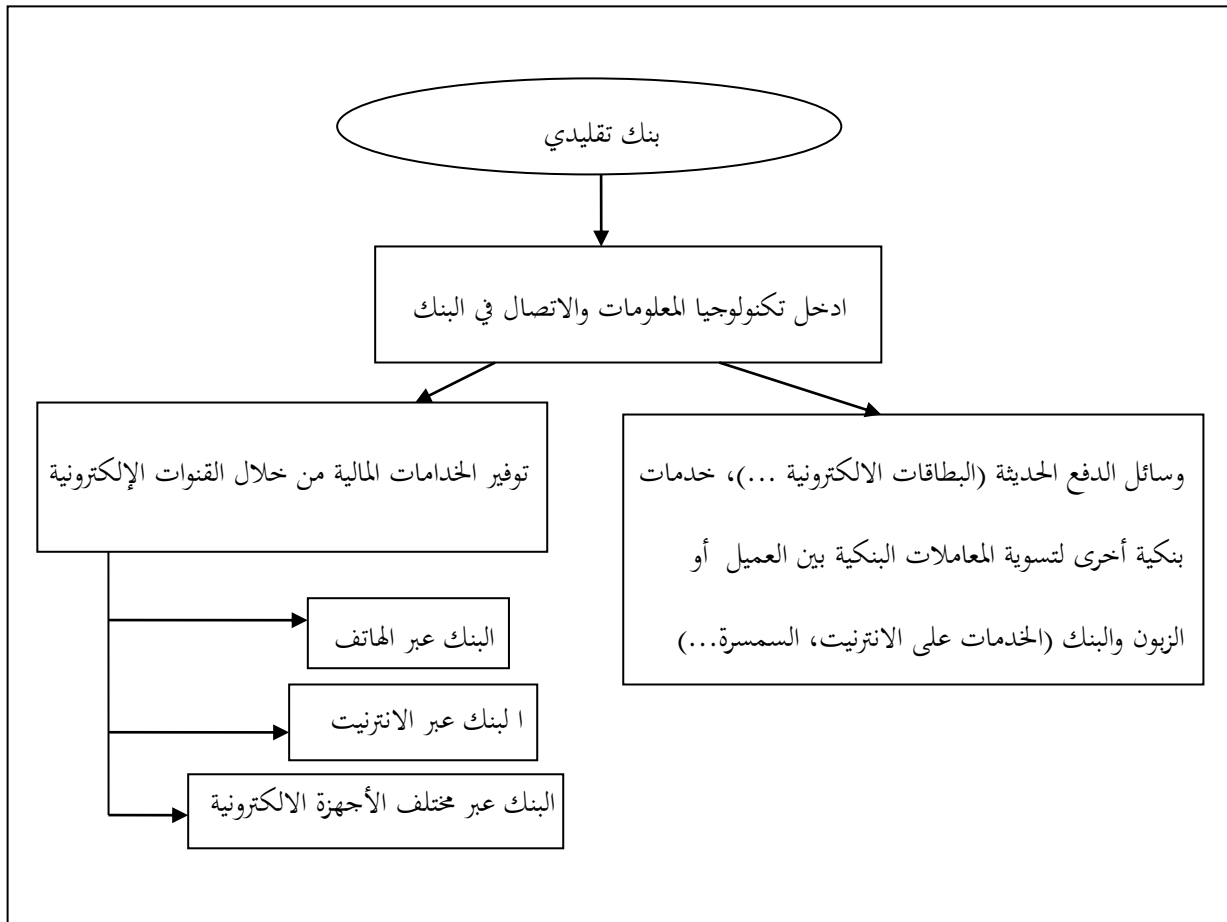 بنك تقليدي
ادخل تكنولوجيا المعلومات والاتصال في البنك
وسائل الدفع الحديثة (البطاقات الالكترونية ...)، خدمات
بنكية أخرى لتسوية المعاملات البنكية بين العميل أو
الزبون والبنك (الخدمات على الانترنيت، السمسرة...)
توفير الخدامات المالية من خلال القنوات الإلكترونية
البنك عبر الهاتف
ا لبنك عبر الانترنيت
البنك عبر مختلف الأجهزة الالكترونية